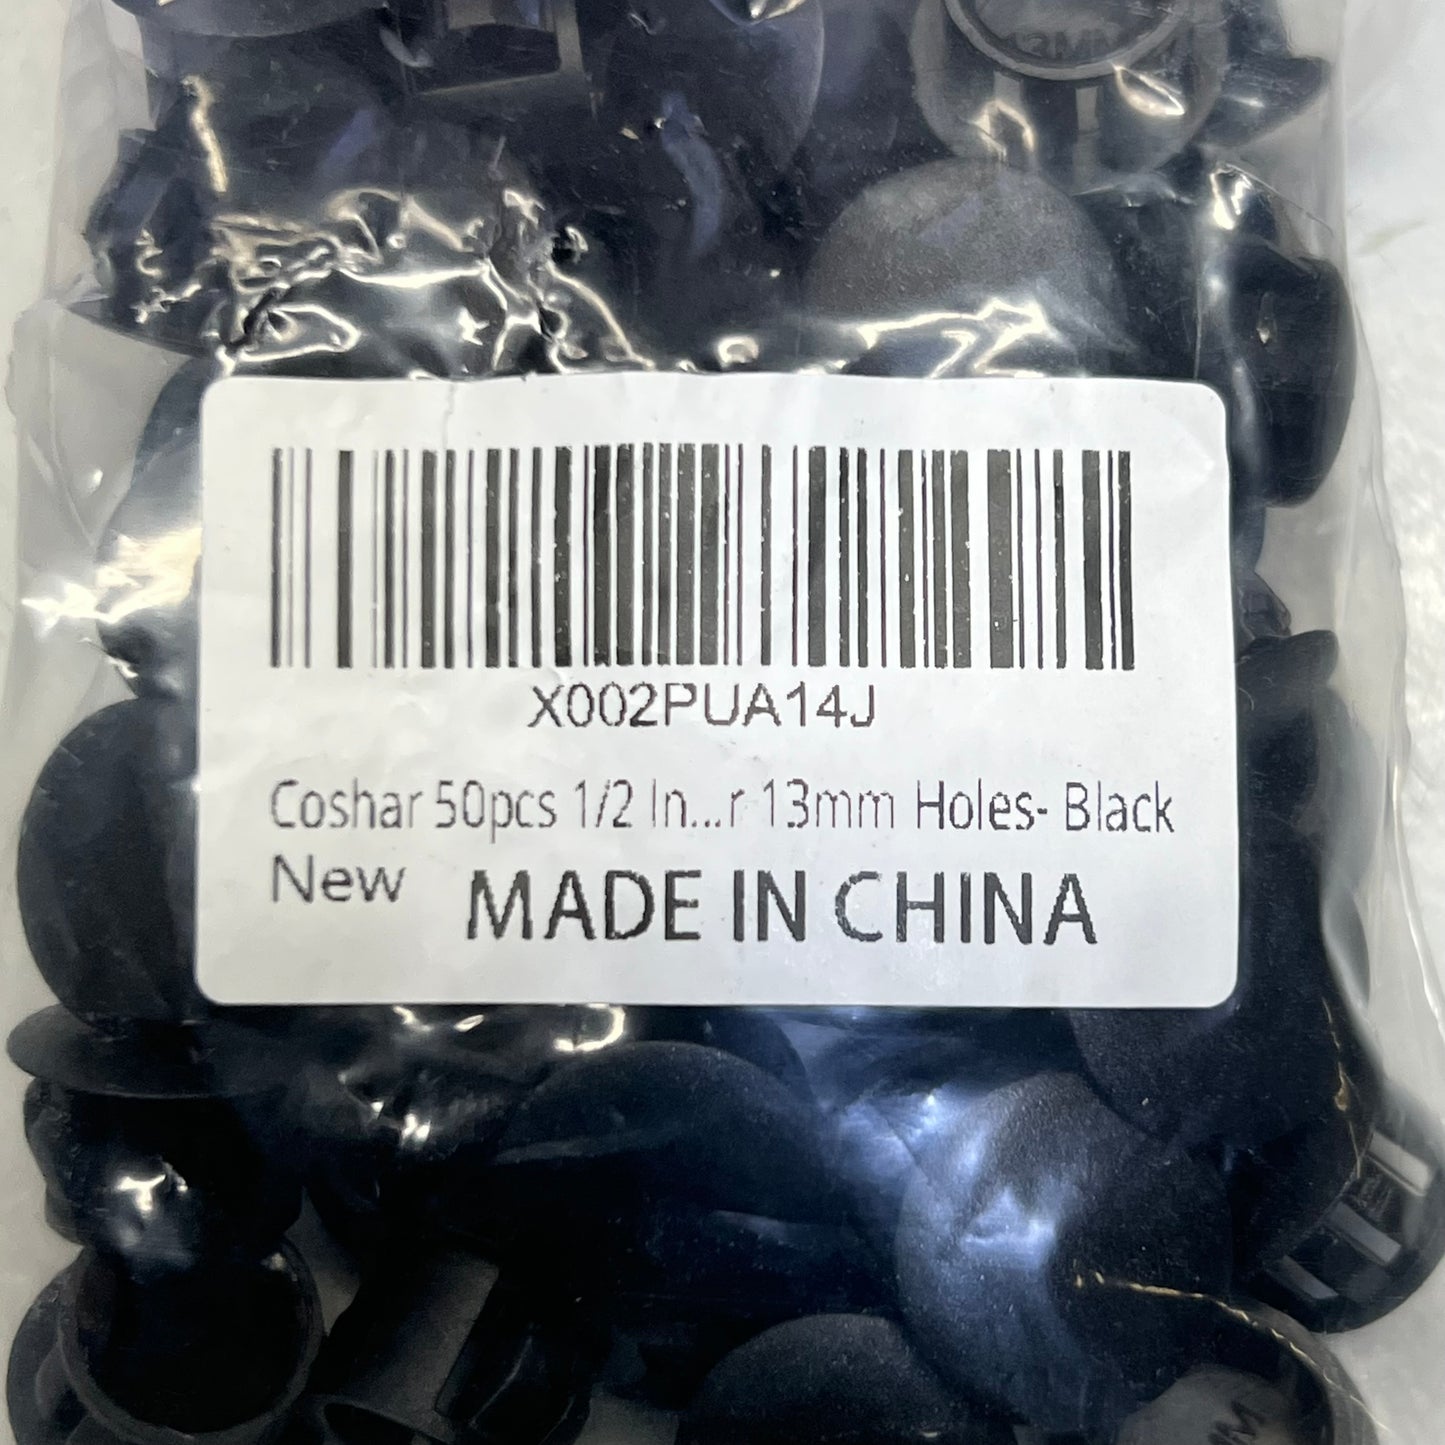 X002PUA14J
Coshar 50pcs 1/2 In...r 13mm Holes- Black
New
MADE IN CHINA